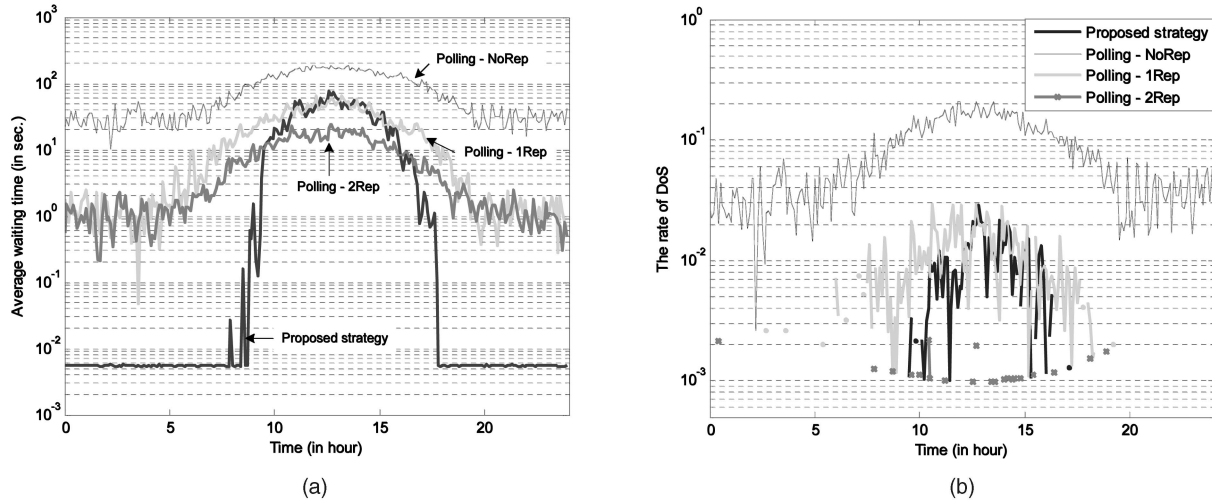 Average waiting time (in sec.)
10^3
10^2
10^1
10^0
10^-1
10^-2
10^-3
0
5
10
15
20
Time (in hour)
Polling - NoRep
Polling - 1Rep
Polling - 2Rep
Proposed strategy
(a)
The rate of DoS
10^0
10^-1
10^-2
10^-3
0
5
10
15
20
Time (in hour)
Proposed strategy
Polling - NoRep
Polling - 1Rep
Polling - 2Rep
(b)